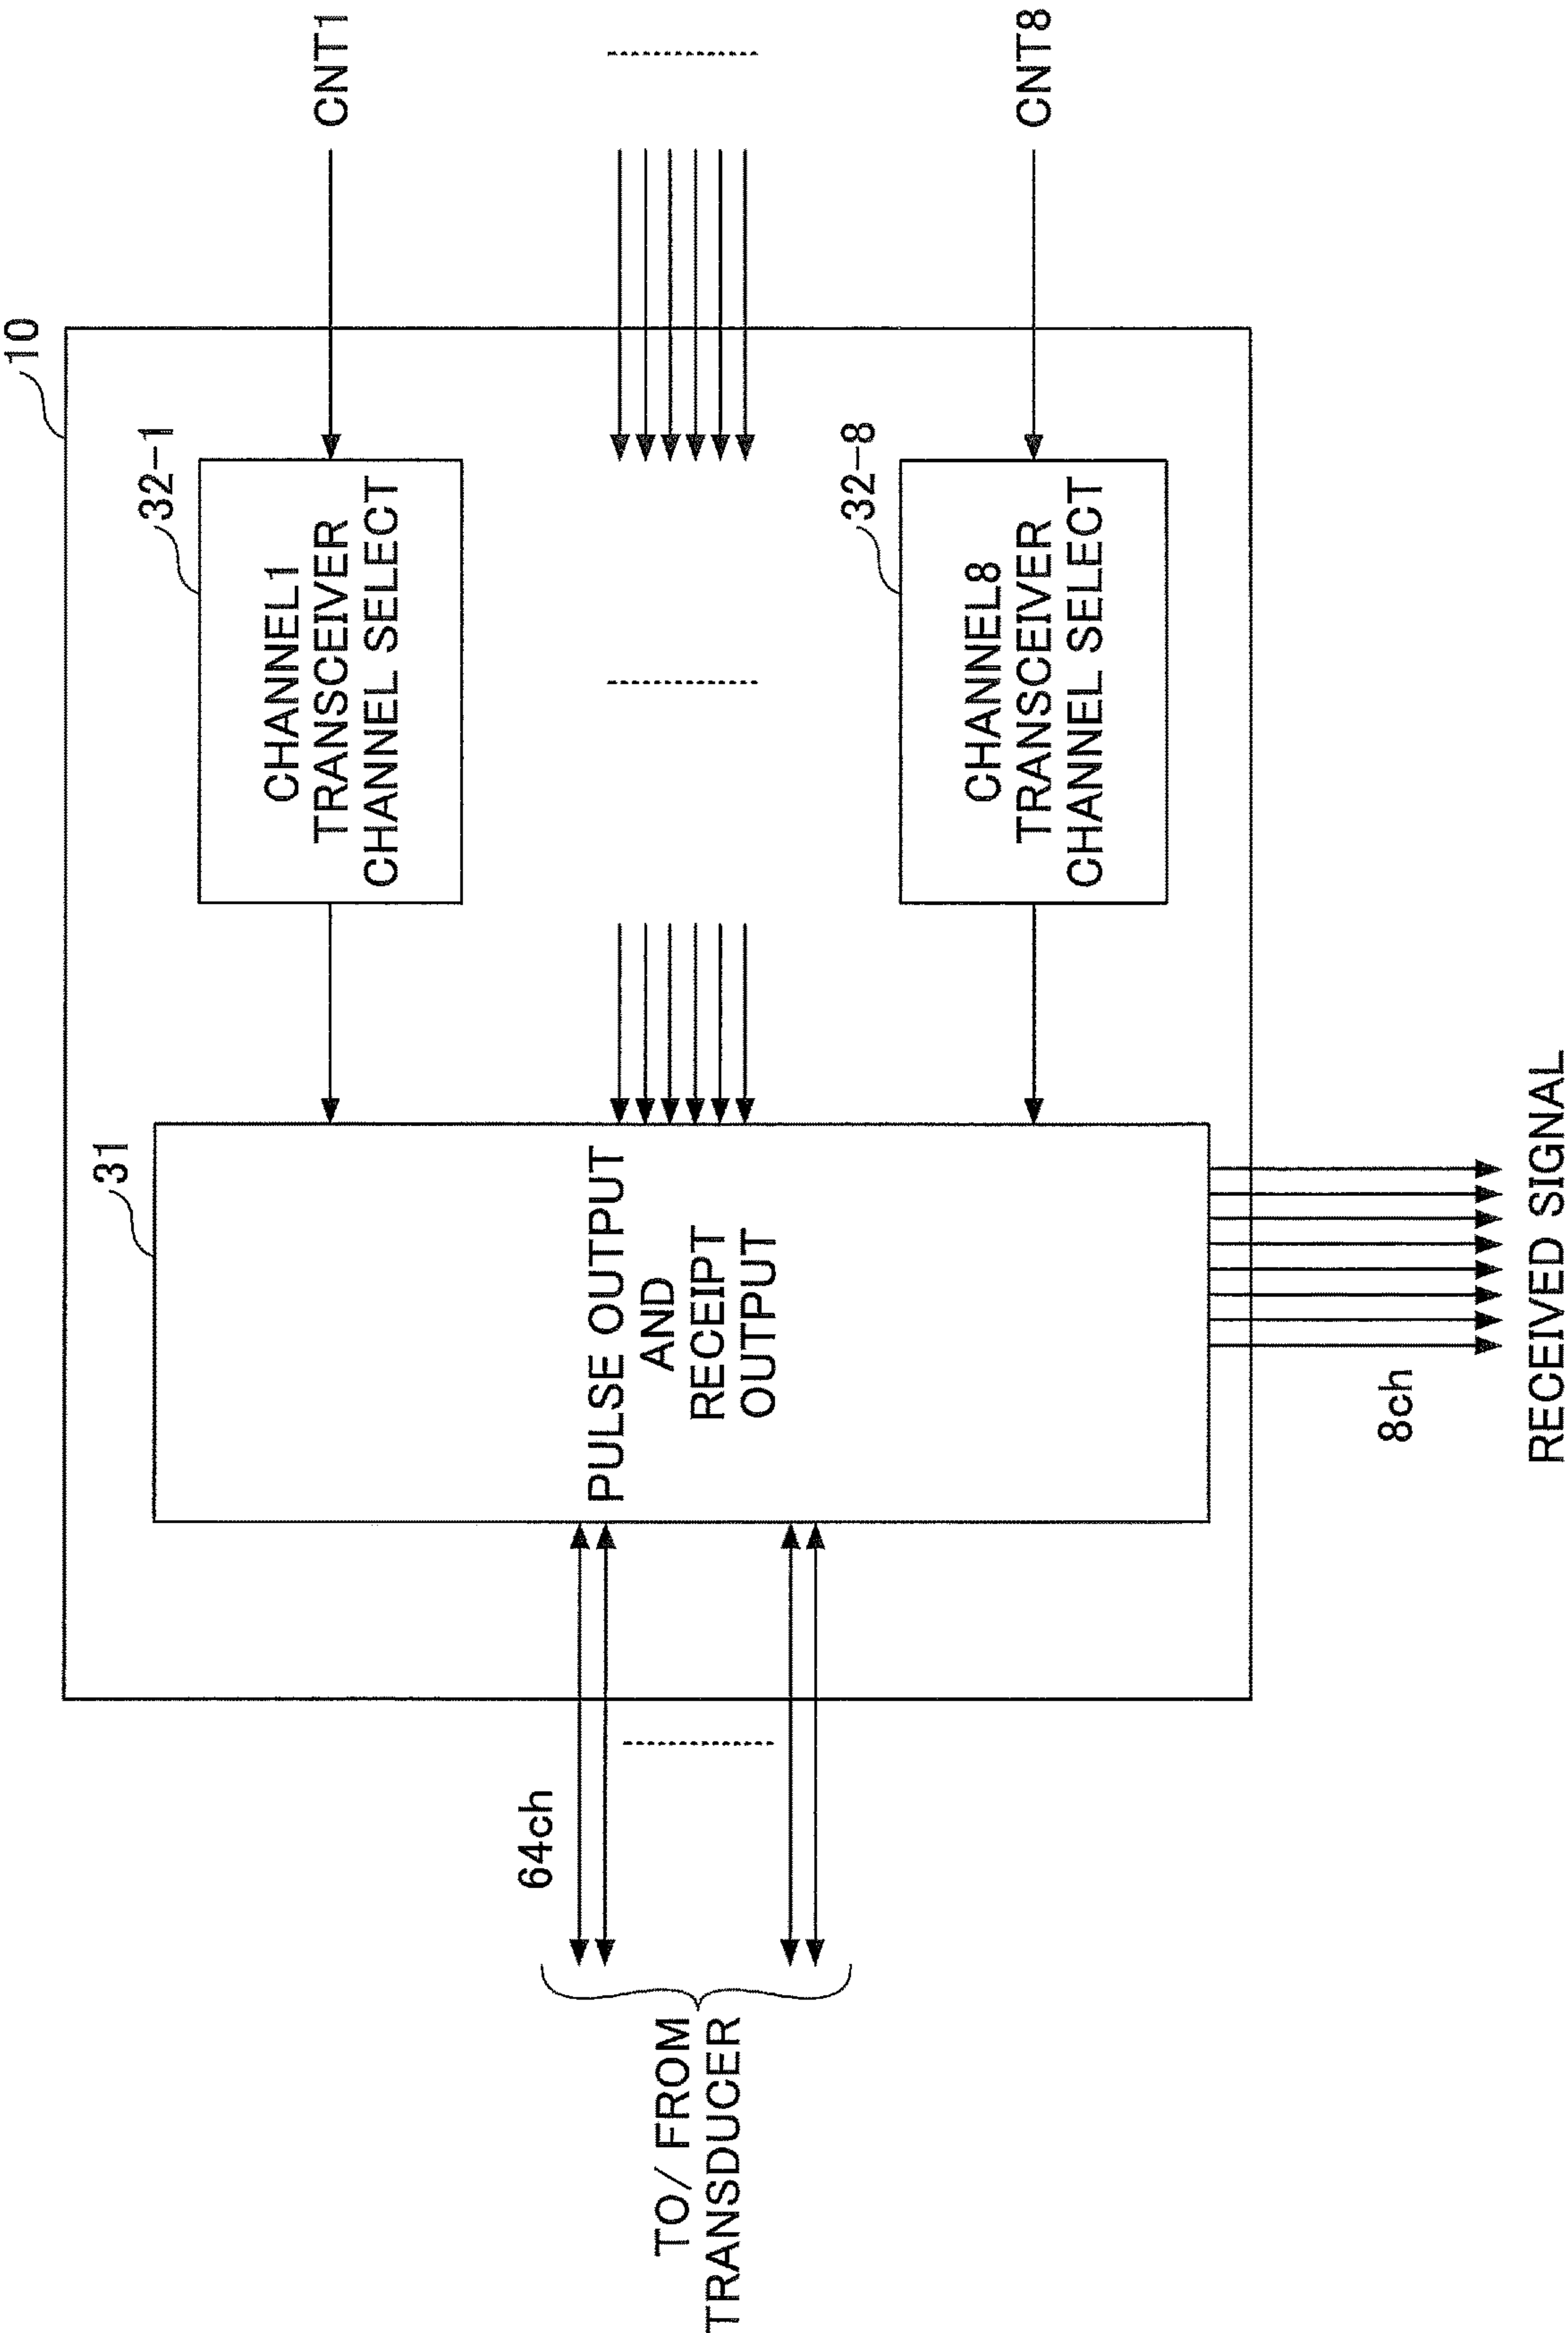 10
CNT1
CNT8
32-1
CHANNEL1
TRANSCEIVER
CHANNEL SELECT
32-8
CHANNEL8
TRANSCEIVER
CHANNEL SELECT
31
PULSE OUTPUT
AND
RECEIPT
OUTPUT
8ch
RECEIVED SIGNAL
64ch
TO/ FROM
TRANSDUCER